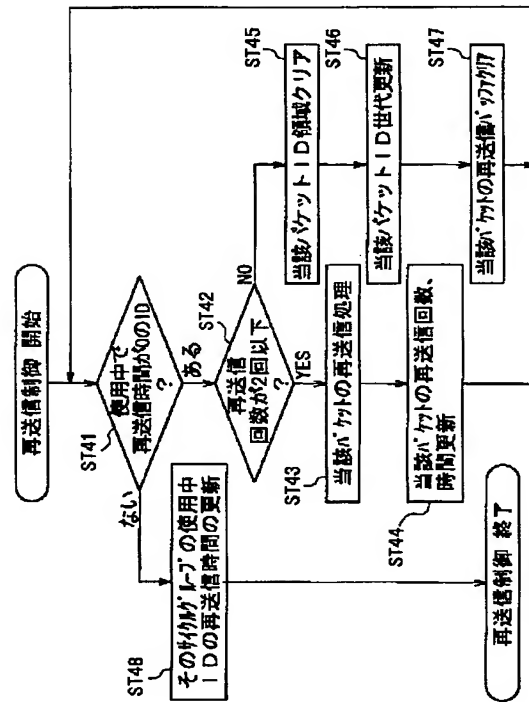 再送信制御 開始
ST41
使用中で
再送信時間が0のID
?
ない
ある
ST42
再送信
回数が2回以下
?
NO
YES
ST43
当該パケットの再送信処理
ST44
当該パケットの再送信回数、
時間更新
ST45
当該パケットID領域クリア
ST46
当該パケットID世代更新
ST47
当該パケットの再送信バッファクリア
ST48
そのサイクルグループの使用中
IDの再送信時間の更新
再送信制御 終了